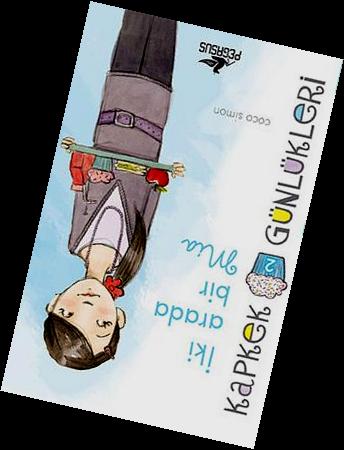 KAPKEK 2 GÜNLÜKLERİ
İki
arada
bir
Mia
coco simon
PEGASUS